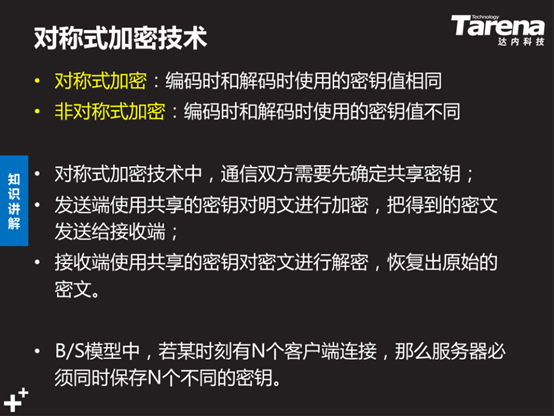 对称式加密技术
Technology
Tarena
达内科技
• 对称式加密：编码时和解码时使用的密钥值相同
• 非对称式加密：编码时和解码时使用的密钥值不同
知识讲解
• 对称式加密技术中，通信双方需要先确定共享密钥；
• 发送端使用共享的密钥对明文进行加密，把得到的密文
发送给接收端；
• 接收端使用共享的密钥对密文进行解密，恢复出原始的
密文。
• B/S模型中，若某时刻有N个客户端连接，那么服务器必
须同时保存N个不同的密钥。